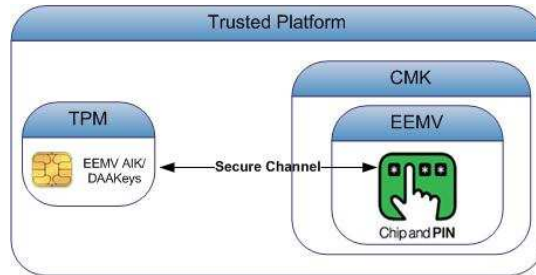 Trusted Platform
CMK
TPM
EEMV
EEMV AIK/
DAAKeys
Secure Channel
Chip and PIN